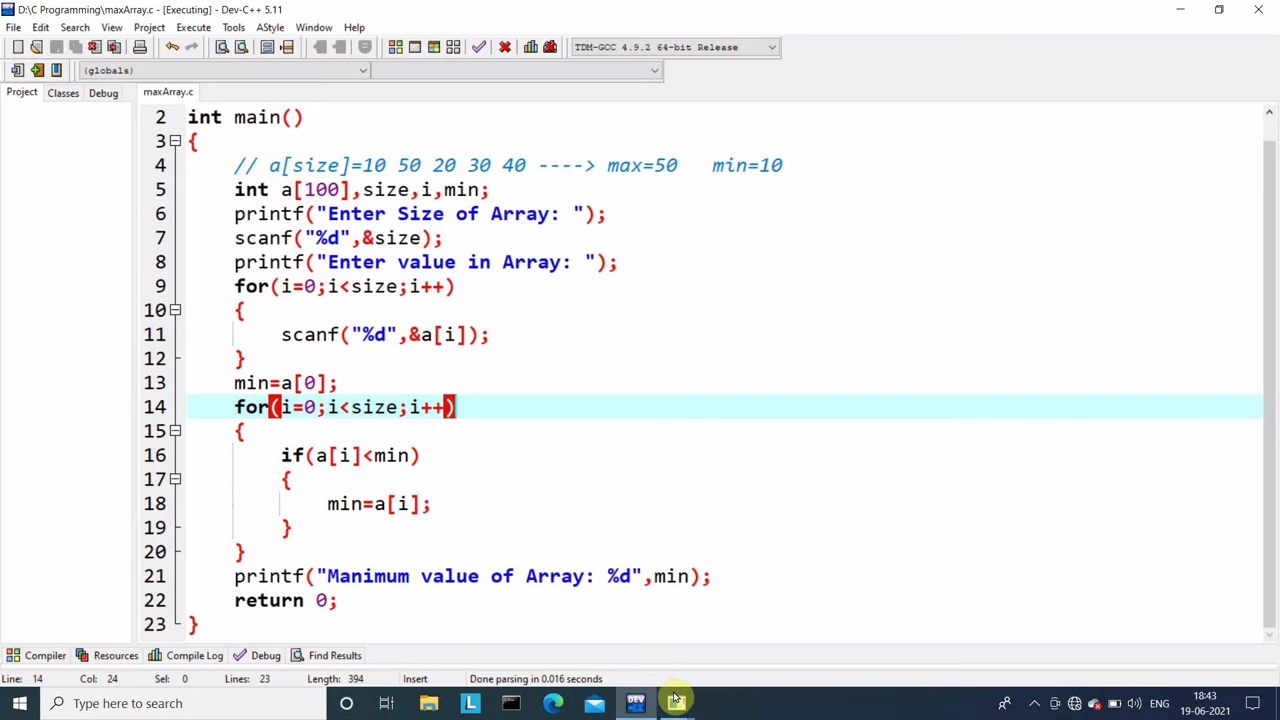 D:\C Programming\maxArray.c - [Executing] - Dev-C++ 5.11
File Edit Search View Project Execute Tools AStyle Window Help
TDM-GCC 4.9.2 64-bit Release
(globals)
Project Classes Debug
maxArray.c
2 int main()
3 {
4 // a[size]=10 50 20 30 40 ----> max=50 min=10
5 int a[100],size,i,min;
6 printf("Enter Size of Array: ");
7 scanf("%d",&size);
8 printf("Enter value in Array: ");
9 for(i=0;i<size;i++)
10 {
11 scanf("%d",&a[i]);
12 }
13 min=a[0];
14 for(i=0;i<size;i++)
15 {
16 if(a[i]<min)
17 {
18 min=a[i];
19 }
20 }
21 printf("Manimum value of Array: %d",min);
22 return 0;
23 }
Compiler Resources Compile Log Debug Find Results
Line: 14 Col: 24 Sel: 0 Lines: 23 Length: 394 Insert Done parsing in 0.016 seconds
Type here to search
L
DEV
ENG
18:43
19-06-2021